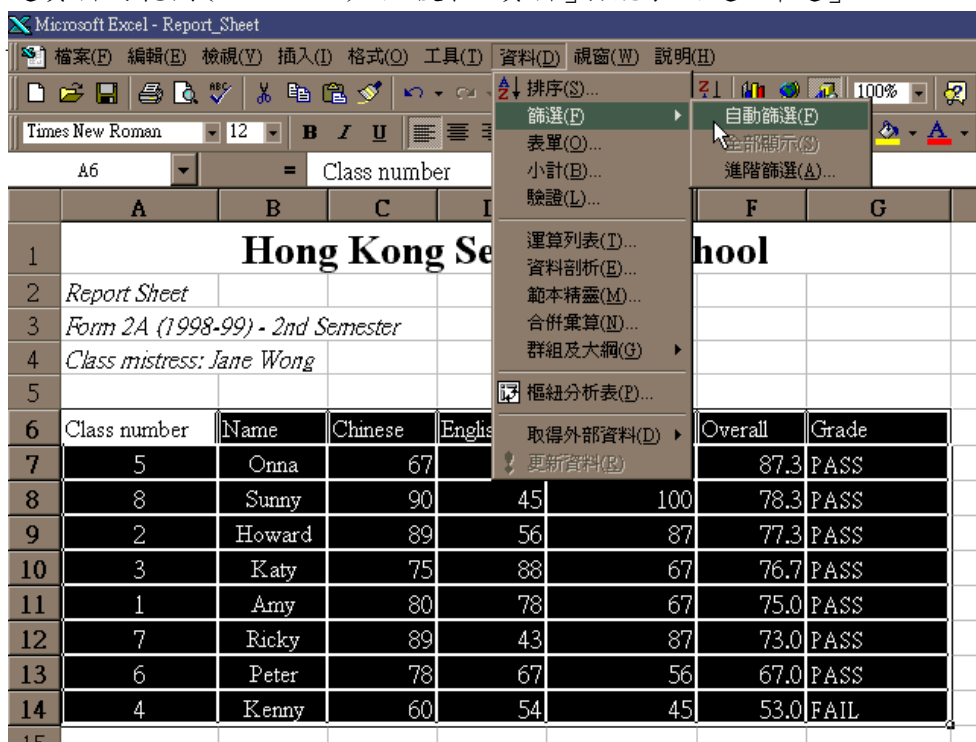 Microsoft Excel - Report_Sheet
檔案(F) 編輯(E) 檢視(V) 插入(I) 格式(O) 工具(T) 資料(D) 視窗(W) 說明(H)
100%
Times New Roman 12 B I U
A6 = Class number
排序(S)...
篩選(F)
表單(O)...
小計(B)...
驗證(L)...
運算列表(T)...
資料剖析(E)...
範本精靈(M)...
合併彙算(N)...
群組及大綱(G)
樞紐分析表(P)...
取得外部資料(D)
更新資料(R)
自動篩選(F)
全部顯示(S)
進階篩選(A)...
A B C F G
1 Hong Kong Se hool
2 Report Sheet
3 Form 2A (1998-99) - 2nd Semester
4 Class mistress: Jane Wong
5
6 Class number Name Chinese Englis Overall Grade
7 5 Onna 67 87.3 PASS
8 8 Sunny 90 45 100 78.3 PASS
9 2 Howard 89 56 87 77.3 PASS
10 3 Katy 75 88 67 76.7 PASS
11 1 Amy 80 78 67 75.0 PASS
12 7 Ricky 89 43 87 73.0 PASS
13 6 Peter 78 67 56 67.0 PASS
14 4 Kenny 60 54 45 53.0 FAIL